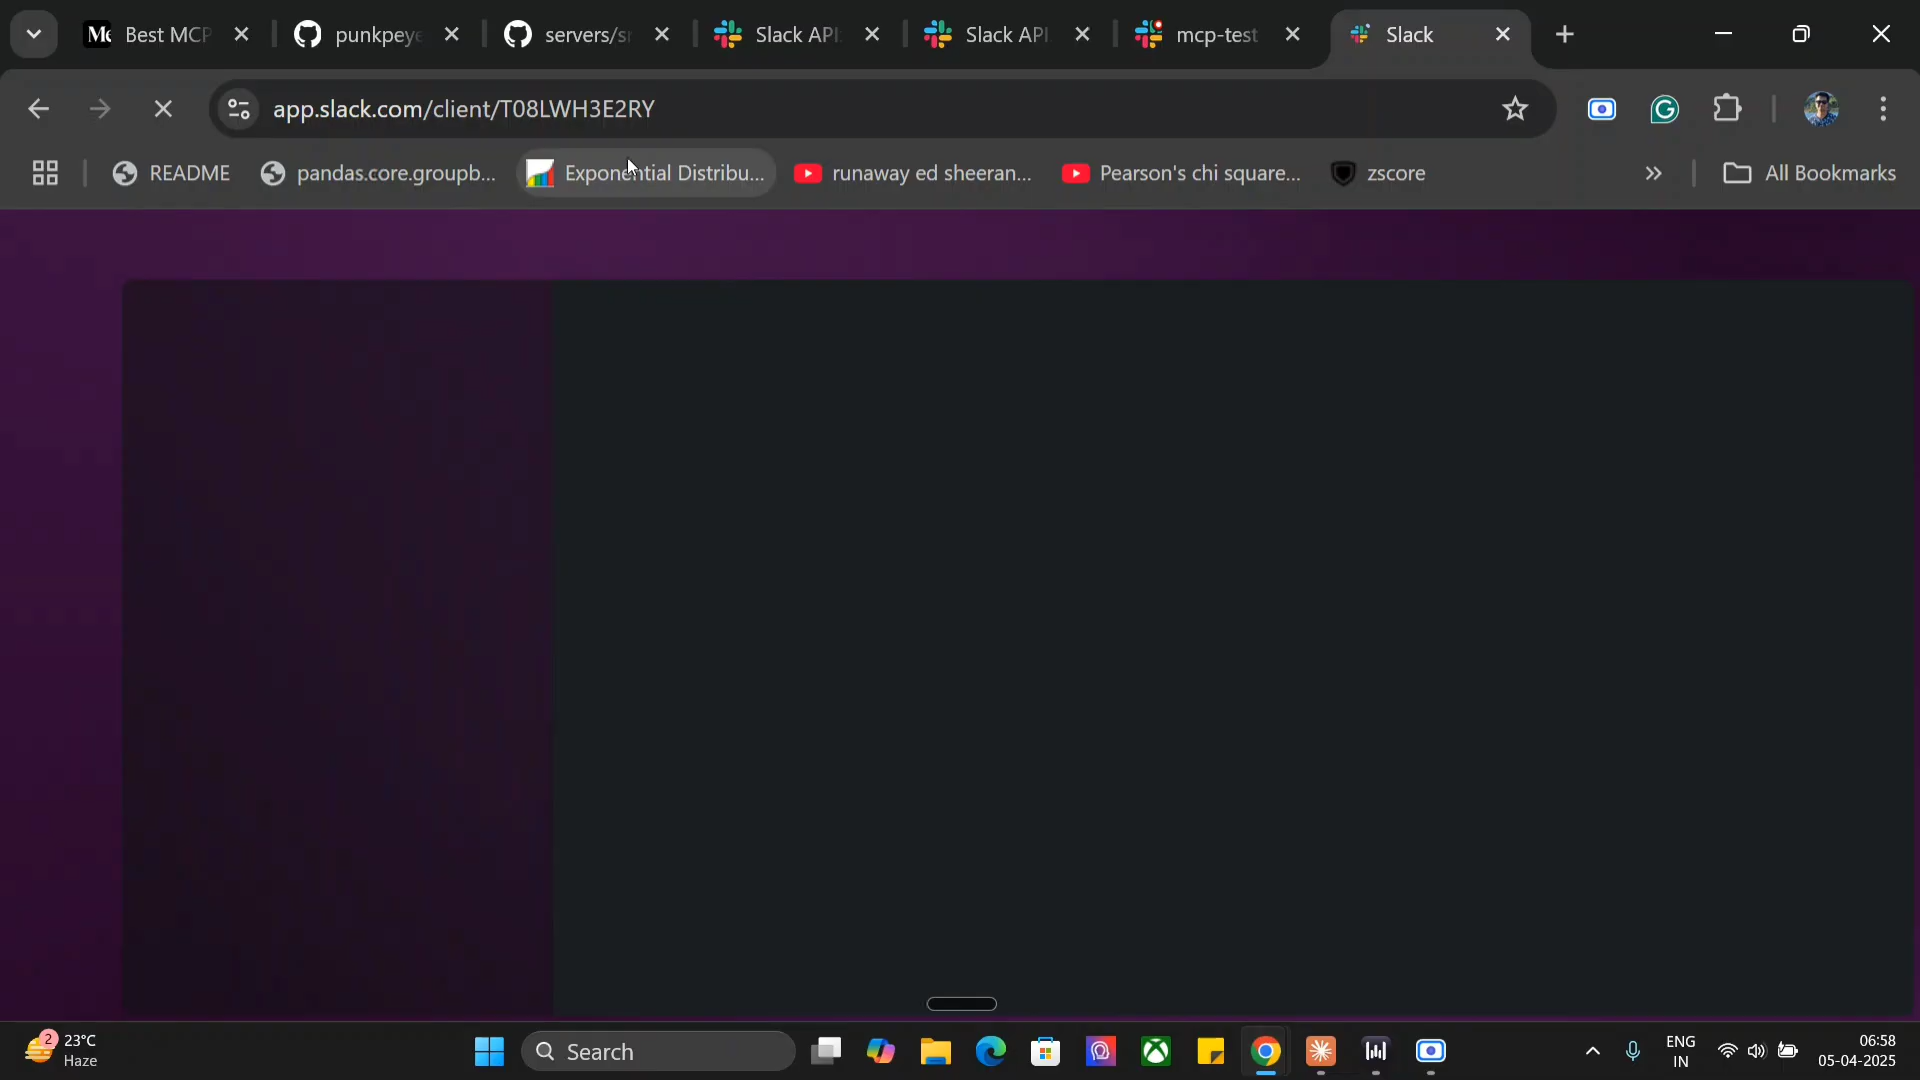 Best MCP
punkpeye
servers/sr
Slack API:
Slack API
mcp-test
Slack
app.slack.com/client/T08LWH3E2RY
README
pandas.core.groupb...
Exponential Distribu...
runaway ed sheeran...
Pearson's chi square...
zscore
All Bookmarks
2
23°C
Haze
Search
ENG
IN
06:58
05-04-2025